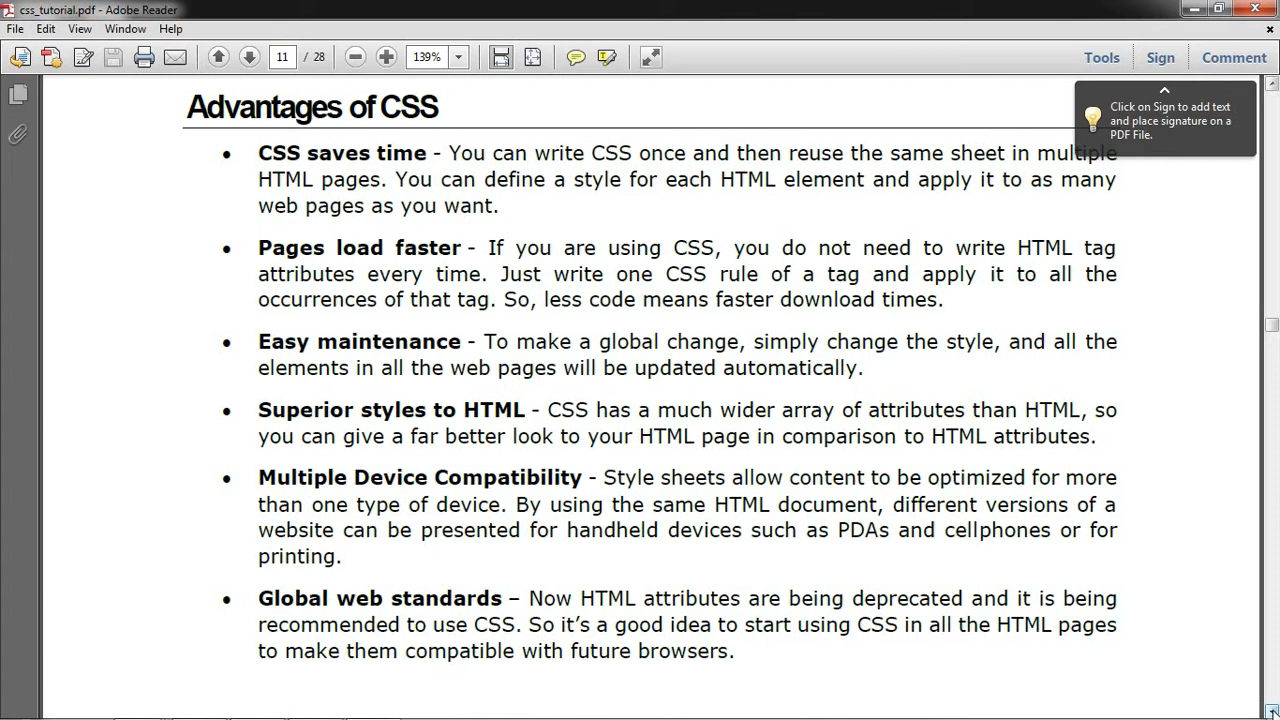 css_tutorial.pdf - Adobe Reader
File Edit View Window Help
11 / 28 139% Tools Sign Comment
Click on Sign to add text
and place signature on a
PDF File.
Advantages of CSS
• CSS saves time - You can write CSS once and then reuse the same sheet in multiple
HTML pages. You can define a style for each HTML element and apply it to as many
web pages as you want.
• Pages load faster - If you are using CSS, you do not need to write HTML tag
attributes every time. Just write one CSS rule of a tag and apply it to all the
occurrences of that tag. So, less code means faster download times.
• Easy maintenance - To make a global change, simply change the style, and all the
elements in all the web pages will be updated automatically.
• Superior styles to HTML - CSS has a much wider array of attributes than HTML, so
you can give a far better look to your HTML page in comparison to HTML attributes.
• Multiple Device Compatibility - Style sheets allow content to be optimized for more
than one type of device. By using the same HTML document, different versions of a
website can be presented for handheld devices such as PDAs and cellphones or for
printing.
• Global web standards – Now HTML attributes are being deprecated and it is being
recommended to use CSS. So it’s a good idea to start using CSS in all the HTML pages
to make them compatible with future browsers.